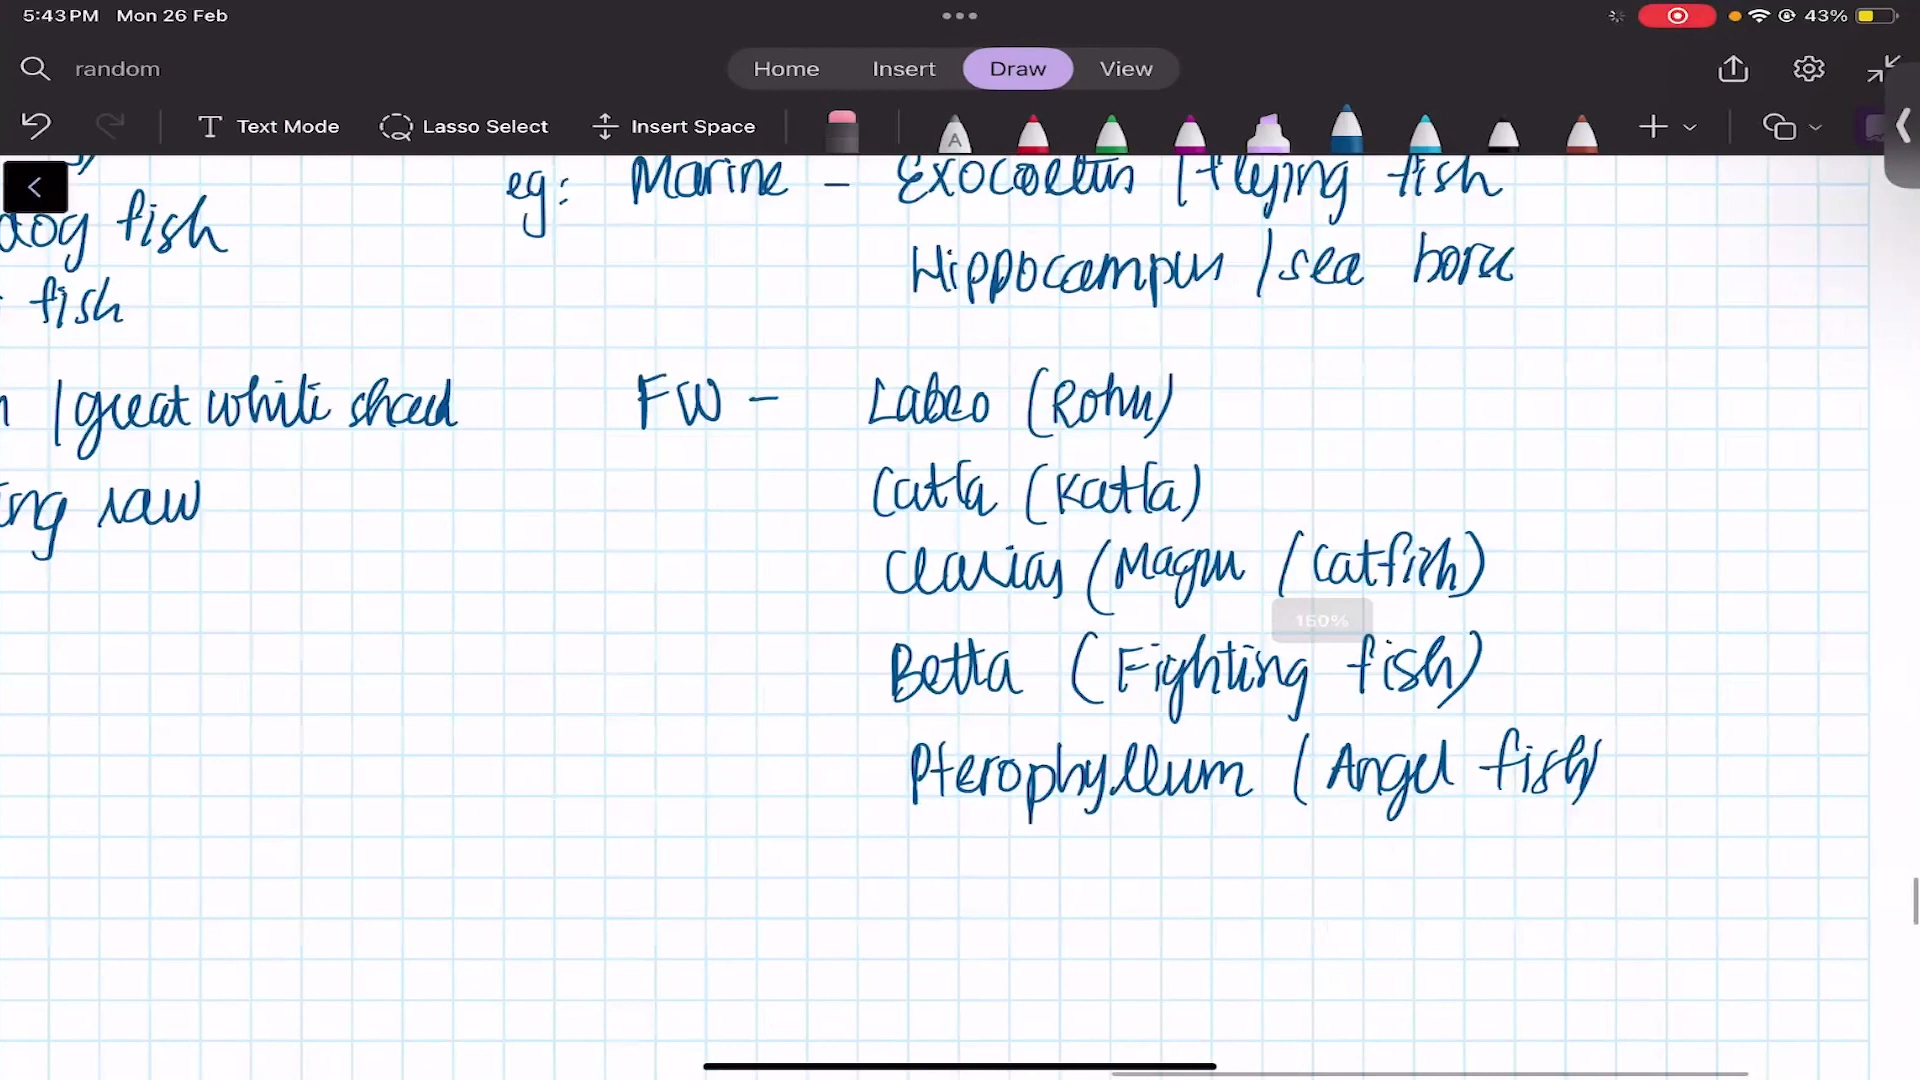 5:43 PM Mon 26 Feb
43%
random
Home Insert Draw View
Text Mode Lasso Select Insert Space
A
eg: Marine - Exocoetus / flying fish
dog fish
Hippocampus / sea horse
fish
/ great white
FW - Labeo (Rohu)
Catla (Katla)
ing saw
Clarias (Magur / Catfish)
150%
Betta (Fighting fish)
Pterophyllum (Angel fish)